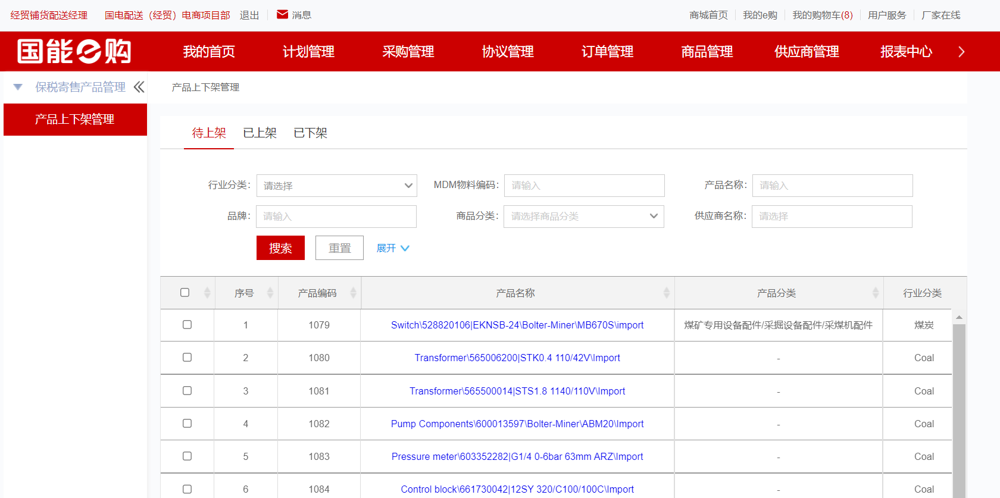 经贸铺货配送经理 国电配送（经贸）电商项目部 退出 消息 商城首页 我的e购 我的购物车(8) 用户服务 厂家在线
国能e购 我的首页 计划管理 采购管理 协议管理 订单管理 商品管理 供应商管理 报表中心
保税寄售产品管理 产品上下架管理
产品上下架管理
待上架 已上架 已下架
行业分类： 请选择 MDM物料编码： 请输入 产品名称： 请输入
品牌： 请输入 商品分类： 请选择商品分类 供应商名称： 请选择
搜索 重置 展开
序号 产品编码 产品名称 产品分类 行业分类
1 1079 Switch\528820106|EKNSB-24\Bolter-Miner\MB670S\import 煤矿专用设备配件/采掘设备配件/采煤机配件 煤炭
2 1080 Transformer\565006200|STK0.4 110/42V\Import - Coal
3 1081 Transformer\565500014|STS1.8 1140/110V\Import - Coal
4 1082 Pump Components\600013597\Bolter-Miner\ABM20\Import - Coal
5 1083 Pressure meter\603352282|G1/4 0-6bar 63mm ARZ\Import - Coal
6 1084 Control block\661730042|12SY 320/C100/100C\Import - Coal